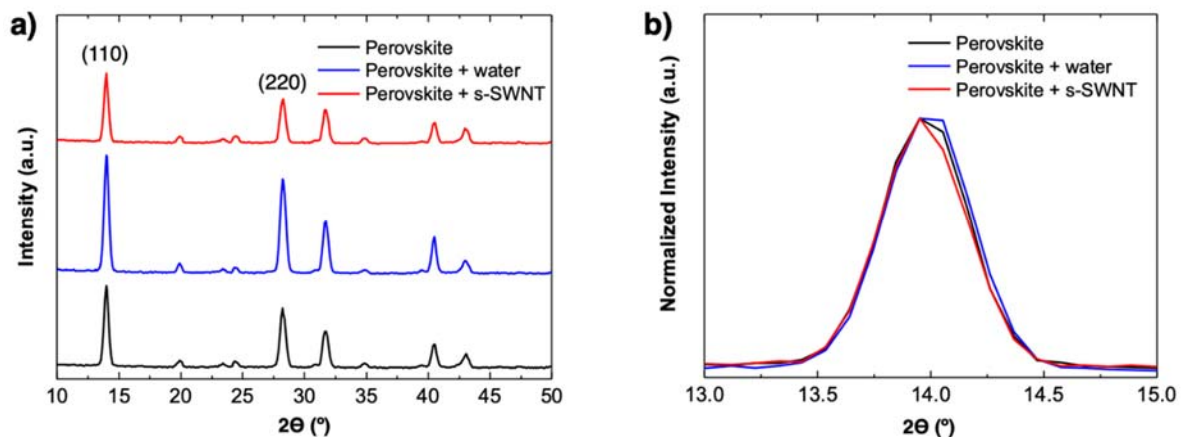 a)
(110)
Perovskite
Perovskite + water
(220)
Perovskite + s-SWNT
Intensity (a.u.)
10 15 20 25 30 35 40 45 50
2Θ (º)
b)
Perovskite
Perovskite + water
Perovskite + s-SWNT
Normalized Intensity (a.u.)
13.0 13.5 14.0 14.5 15.0
2Θ (º)